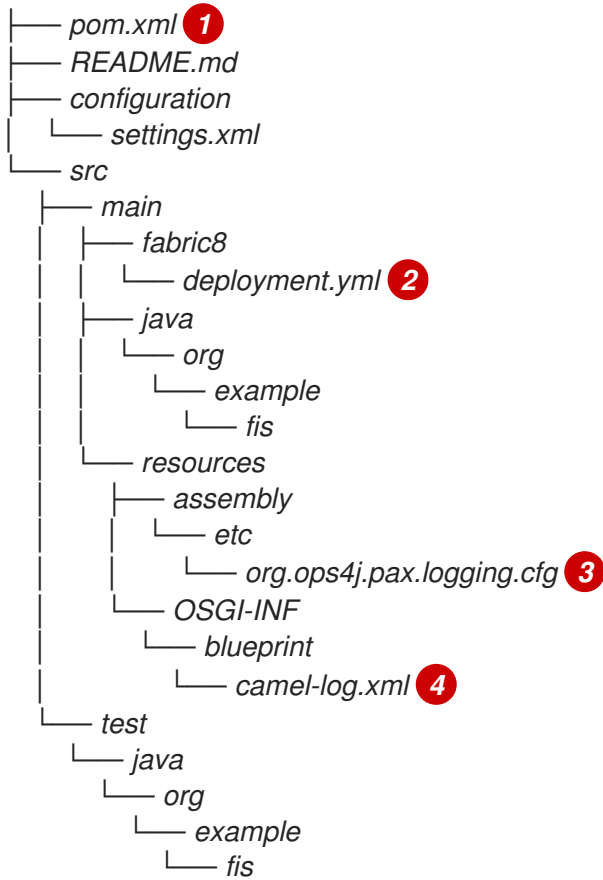 ├── pom.xml 1
├── README.md
├── configuration
│   └── settings.xml
└── src
    ├── main
    │   ├── fabric8
    │   │   └── deployment.yml 2
    │   ├── java
    │   │   └── org
    │   │       └── example
    │   │           └── fis
    │   └── resources
    │       ├── assembly
    │       │   └── etc
    │       │       └── org.ops4j.pax.logging.cfg 3
    │       └── OSGI-INF
    │           └── blueprint
    │               └── camel-log.xml 4
    └── test
        └── java
            └── org
                └── example
                    └── fis